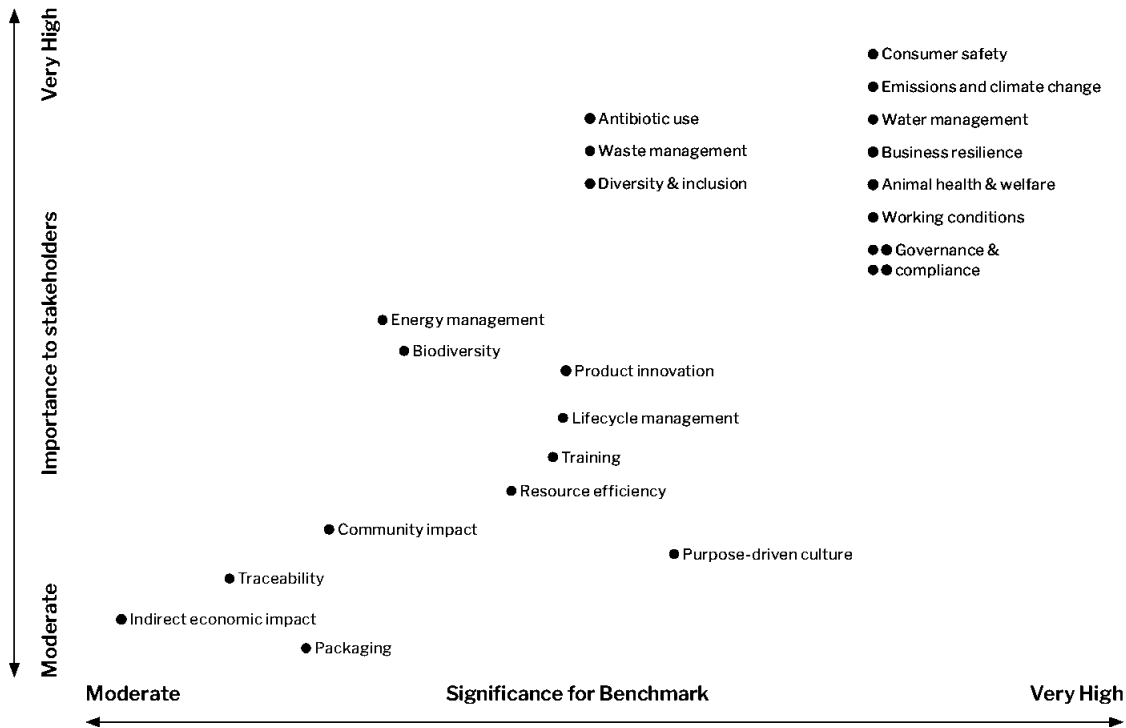 Very High
Consumer safety
Emissions and climate change
Antibiotic use
Water management
Waste management
Business resilience
Diversity & inclusion
Animal health & welfare
Working conditions
Governance &
compliance
Importance to stakeholders
Energy management
Biodiversity
Product innovation
Lifecycle management
Training
Resource efficiency
Community impact
Purpose-driven culture
Traceability
Indirect economic impact
Packaging
Moderate
Moderate
Significance for Benchmark
Very High